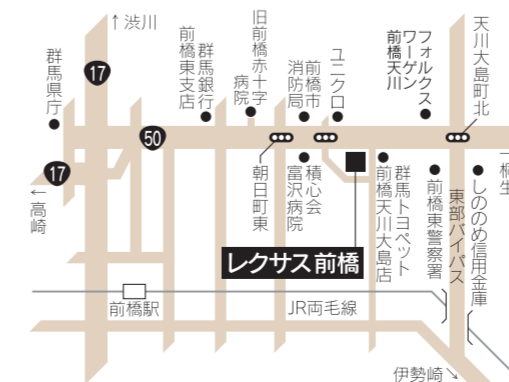 ↑渋川
17
群馬県庁
50
17
←高崎
群馬銀行
前橋東支店
旧前橋赤十字
病院
前橋市
消防局
ユニクロ
フォルクス
ワーゲン
前橋天川
天川大島町北
朝日町東
積心会
富沢病院
群馬トヨペット
前橋天川大島店
前橋東警察署
東部バイパス
しののめ信用金庫
桐生
レクサス前橋
前橋駅
JR両毛線
伊勢崎↘